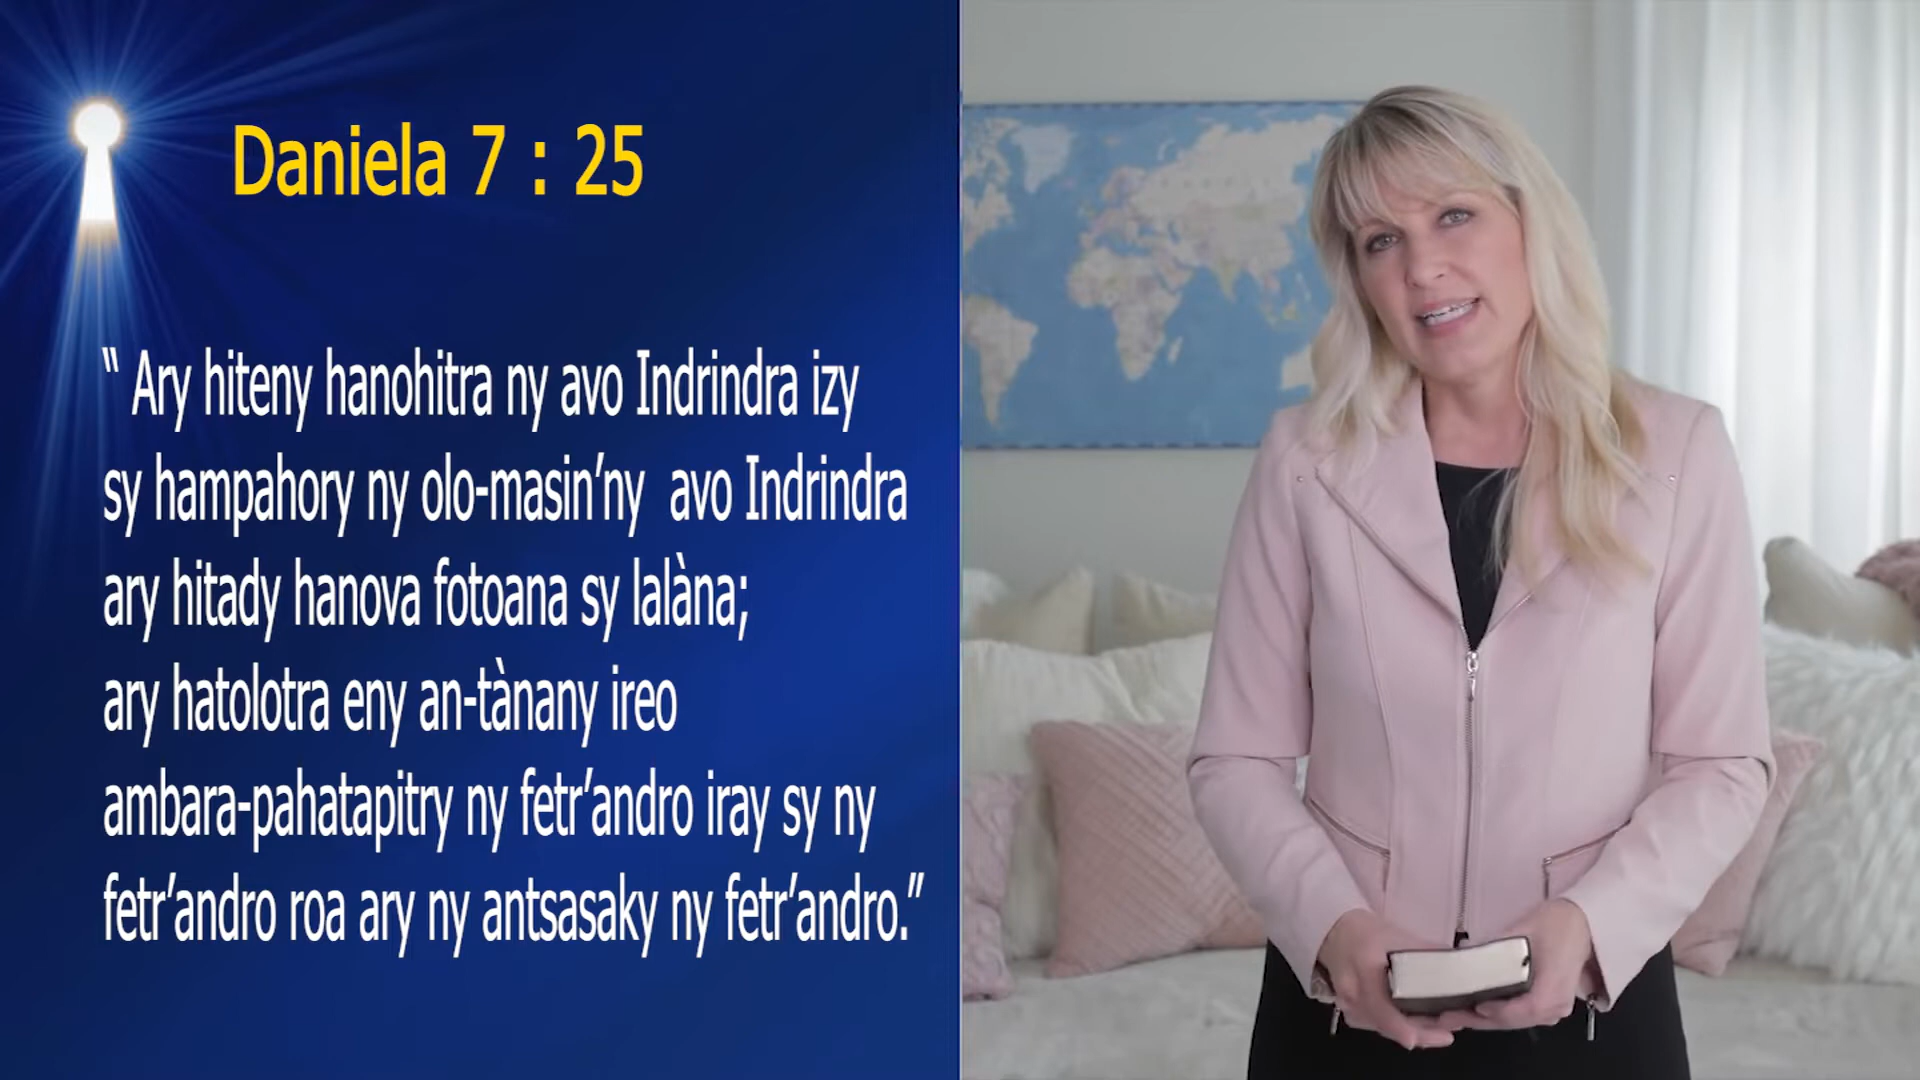 Daniela 7 : 25
“ Ary hiteny hanohitra ny avo Indrindra izy
sy hampahory ny olo-masin’ny avo Indrindra
ary hitady hanova fotoana sy lalàna;
ary hatolotra eny an-tànany ireo
ambara-pahatapitry ny fetr’andro iray sy ny
fetr’andro roa ary ny antsasaky ny fetr’andro.”